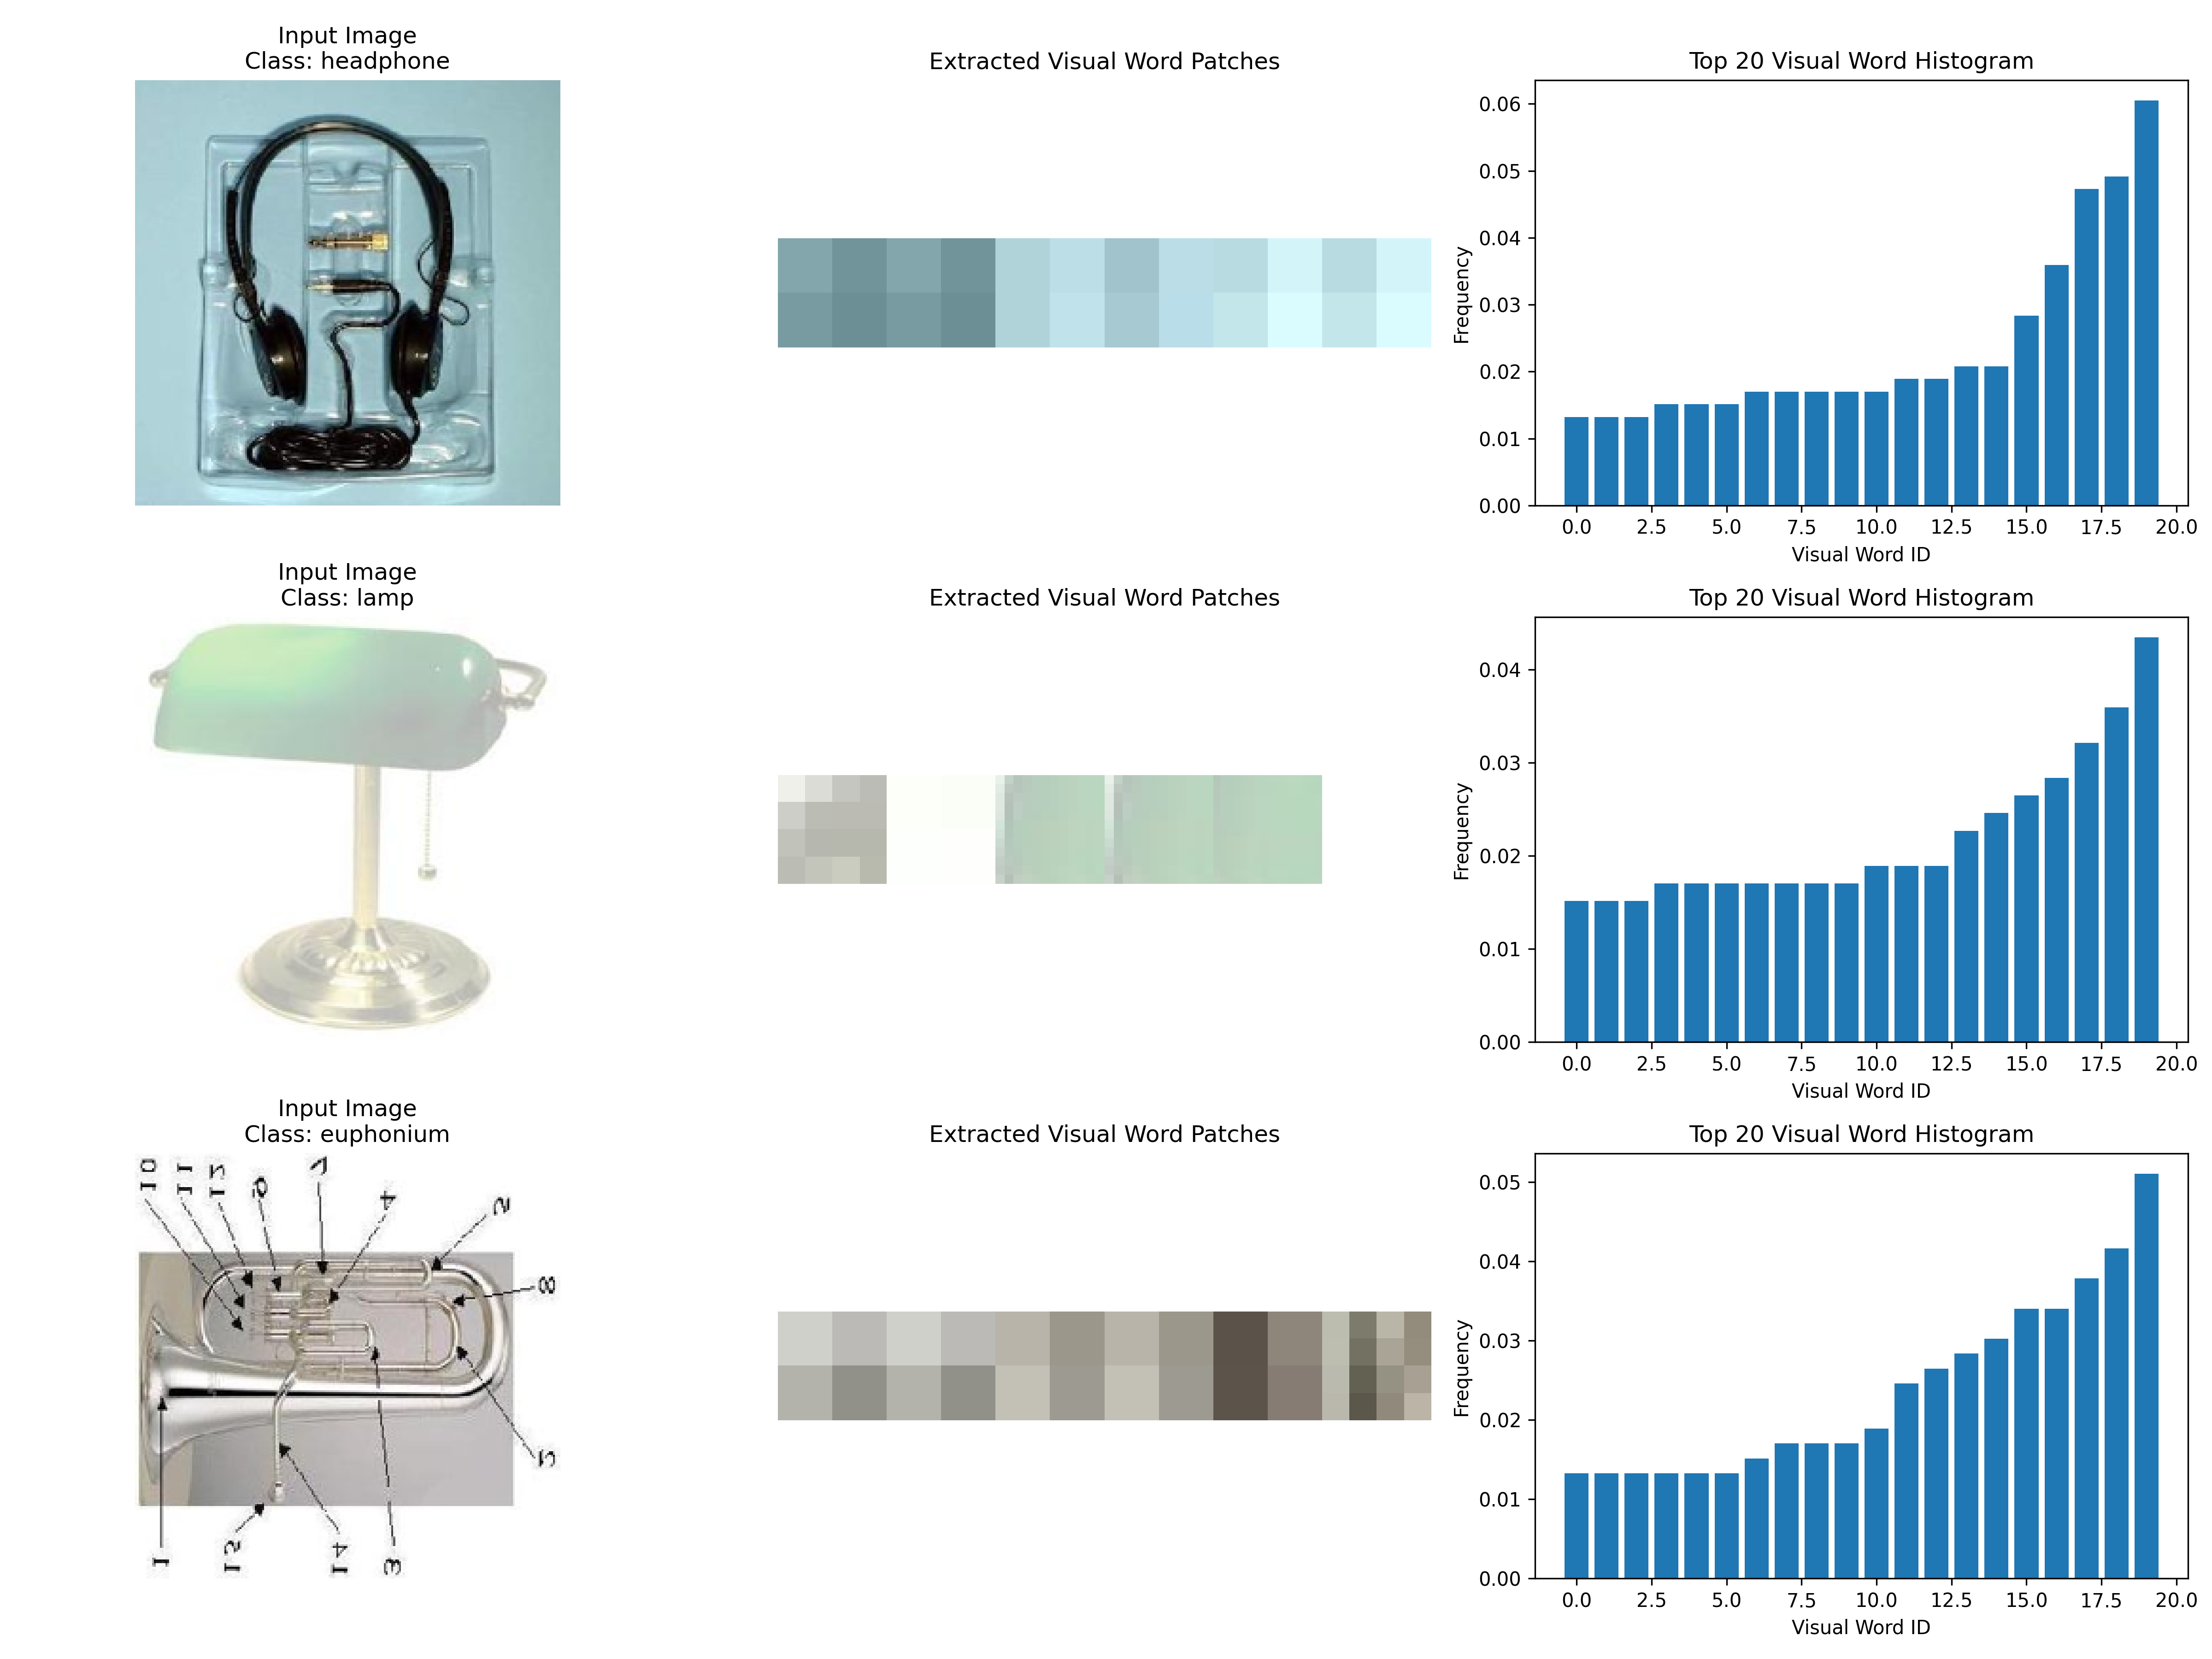 Input Image
Class: headphone
Extracted Visual Word Patches
Top 20 Visual Word Histogram
Frequency
0.06
0.05
0.04
0.03
0.02
0.01
0.00
0.0 2.5 5.0 7.5 10.0 12.5 15.0 17.5 20.0
Visual Word ID
Input Image
Class: lamp
Extracted Visual Word Patches
Top 20 Visual Word Histogram
Frequency
0.04
0.03
0.02
0.01
0.00
0.0 2.5 5.0 7.5 10.0 12.5 15.0 17.5 20.0
Visual Word ID
Input Image
Class: euphonium
10 11 12 9 7 4 5
8
2
1 15 14 3
Extracted Visual Word Patches
Top 20 Visual Word Histogram
Frequency
0.05
0.04
0.03
0.02
0.01
0.00
0.0 2.5 5.0 7.5 10.0 12.5 15.0 17.5 20.0
Visual Word ID